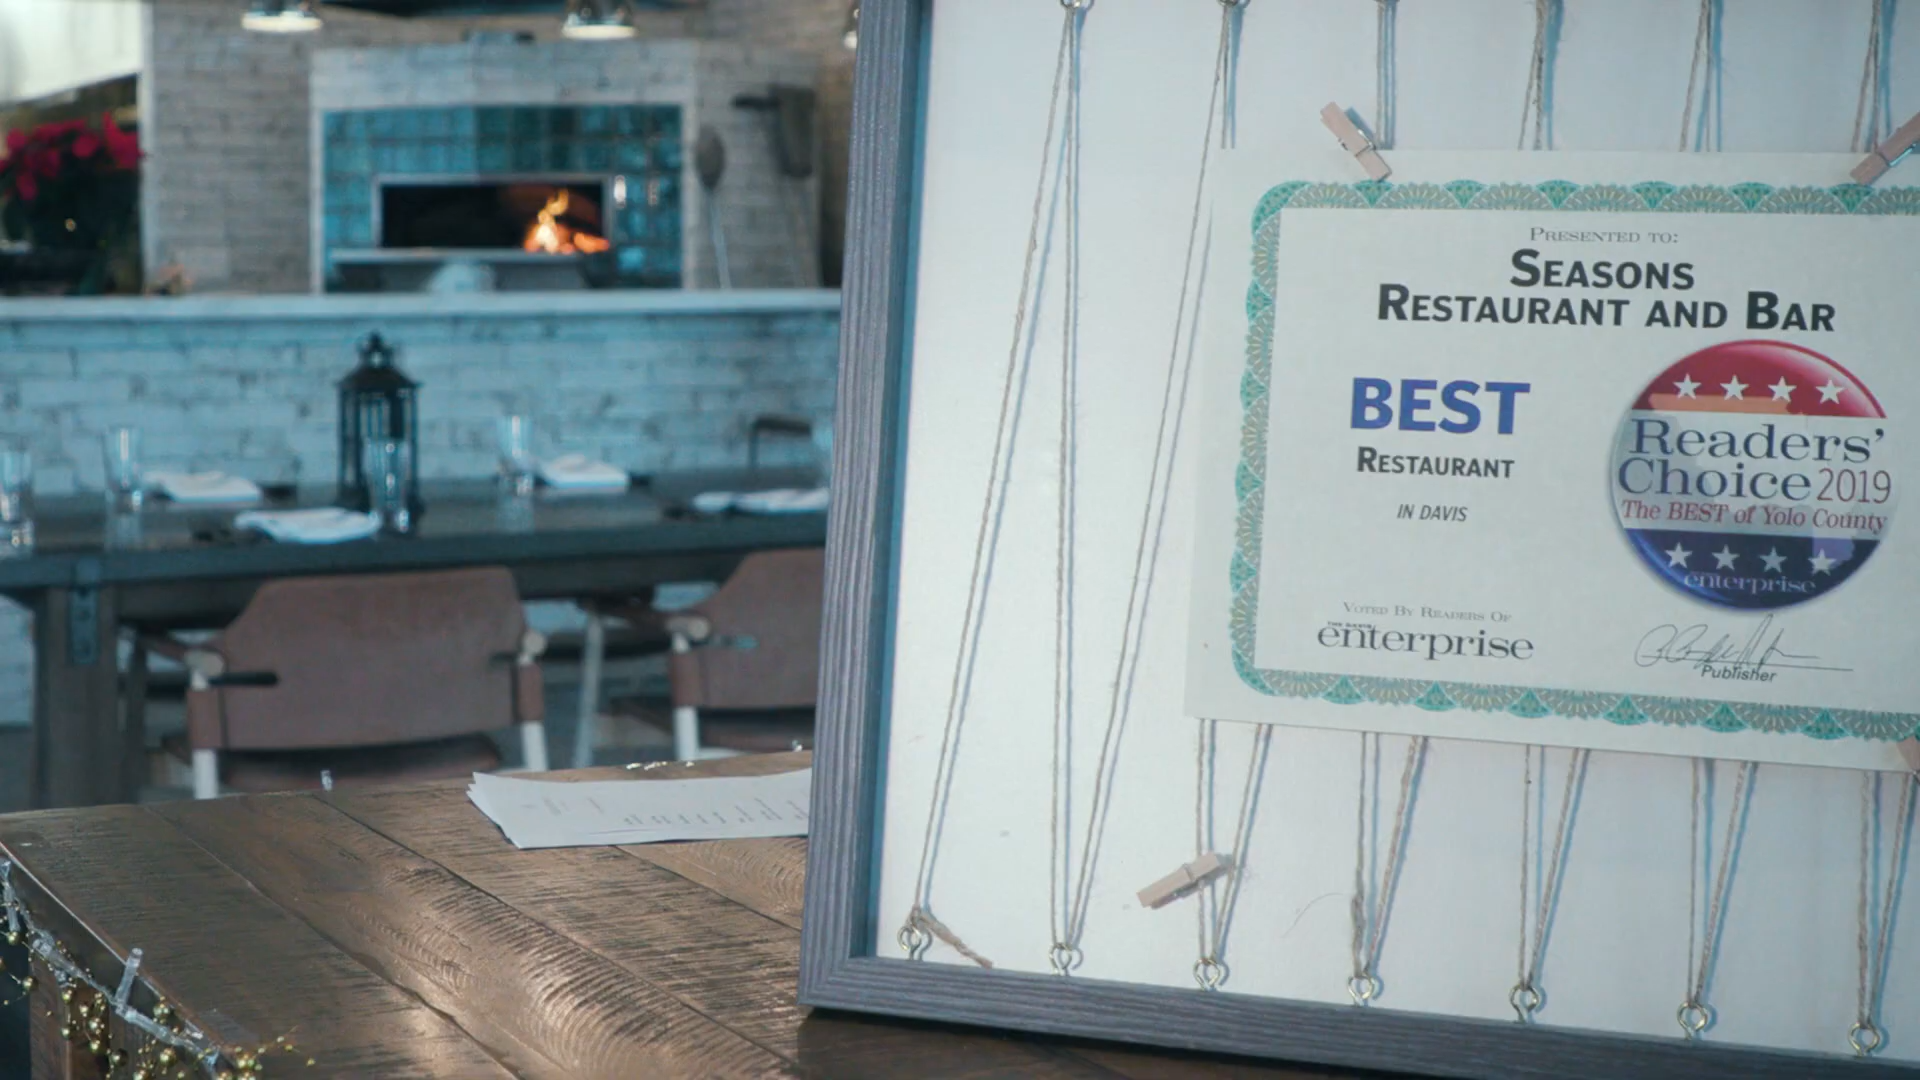 PRESENTED TO:
SEASONS
RESTAURANT AND BAR
BEST
RESTAURANT
IN DAVIS
Readers'
Choice 2019
The BEST of Yolo County
enterprise
VOTED BY READERS OF
enterprise
Publisher